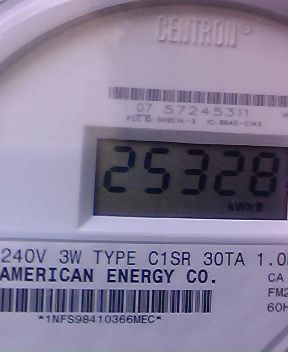 CENTRON®
07 57245311
25328
kWh
240V 3W TYPE C1SR 30TA 1.0
AMERICAN ENERGY CO.
CA
FM2
60H
*1NFS98410366MEC*